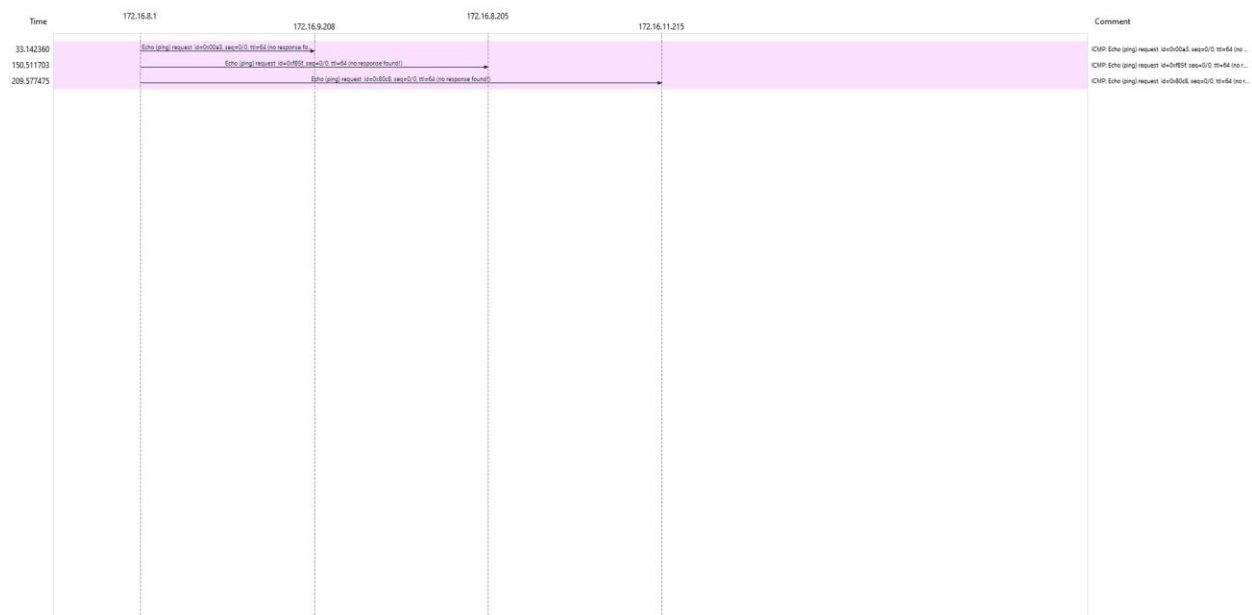 Time
172.16.8.1
172.16.9.208
172.16.8.205
172.16.11.215
Comment
33.142360
Echo (ping) request id=0x00a3, seq=0/0, ttl=64 (no response fo...
ICMP: Echo (ping) request id=0x00a3, seq=0/0, ttl=64 (no ...
150.511703
Echo (ping) request id=0xf85f, seq=0/0, ttl=64 (no response found!)
ICMP: Echo (ping) request id=0xf85f, seq=0/0, ttl=64 (no r...
209.577475
Echo (ping) request id=0x80c8, seq=0/0, ttl=64 (no response found!)
ICMP: Echo (ping) request id=0x80c8, seq=0/0, ttl=64 (no r...